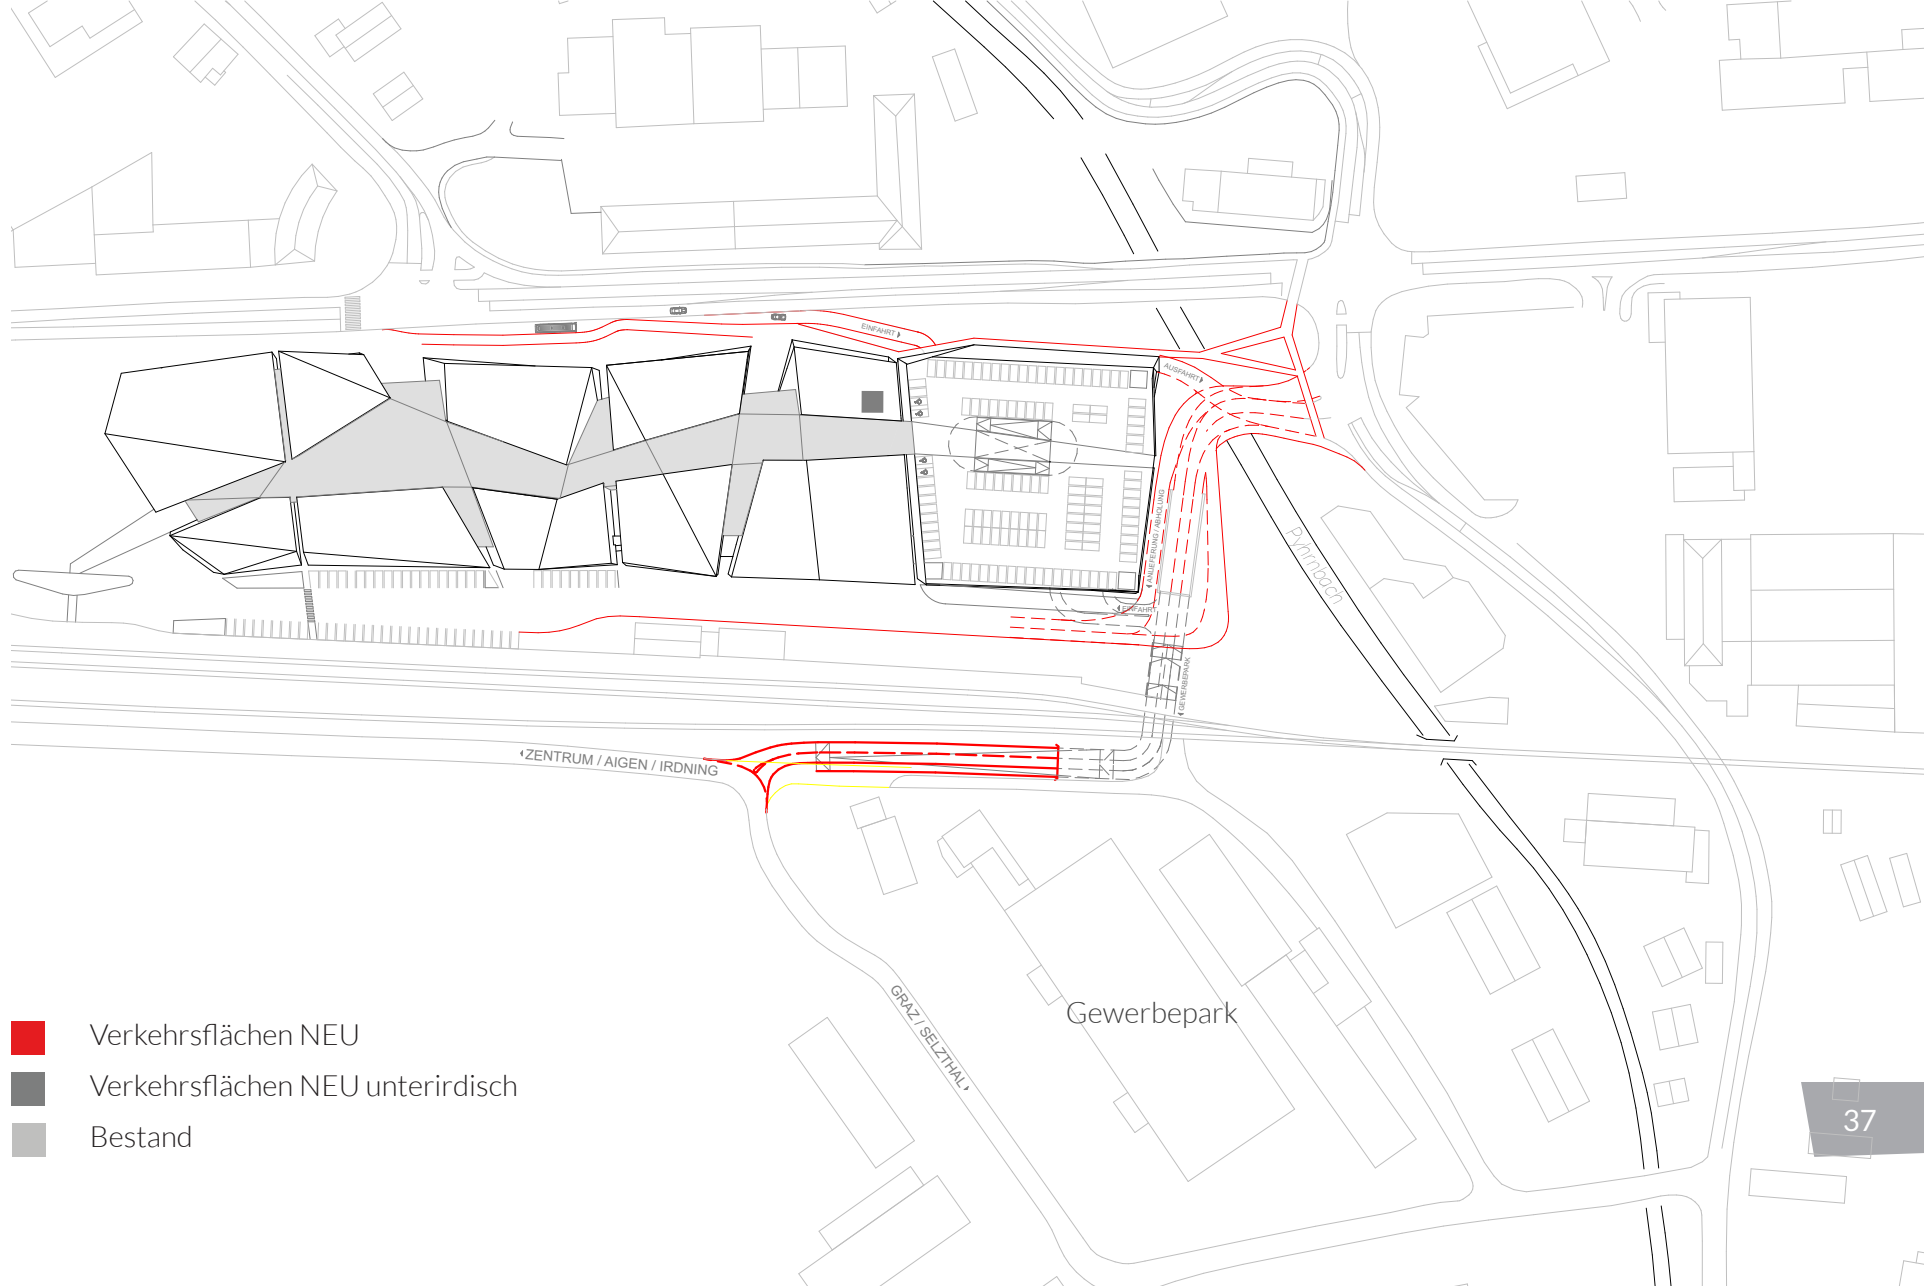 EINFAHRT
AUSFAHRT
ANLIEFERUNG / ABHOLUNG
EINFAHRT
GEWERBEPARK
Pyhrnbach
ZENTRUM / AIGEN / IRDNING
GRAZ / SELZTHAL
Gewerbepark
Verkehrsflächen NEU
Verkehrsflächen NEU unterirdisch
Bestand
37